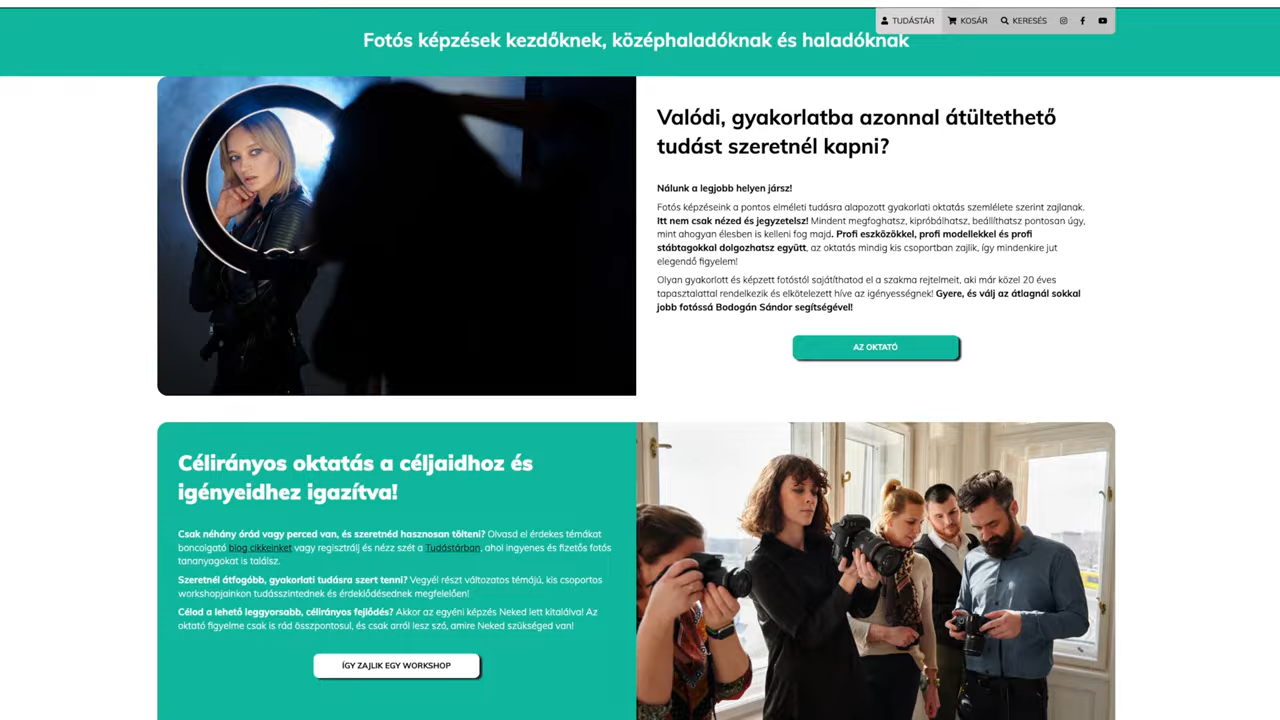 TUDÁSTÁR KOSÁR KERESÉS
Fotós képzések kezdőknek, középhaladóknak és haladóknak
Valódi, gyakorlatba azonnal átültethető
tudást szeretnél kapni?
Nálunk a legjobb helyen jársz!
Fotós képzéseink a pontos elméleti tudásra alapozott gyakorlati oktatás szemlélete szerint zajlanak.
Itt nem csak nézed és jegyzetelsz! Mindent megfoghatsz, kipróbálhatsz, beállíthatsz pontosan úgy,
mint ahogyan élesben is kelleni fog majd. Profi eszközökkel, profi modellekkel és profi
stábtagokkal dolgozhatsz együtt, az oktatás mindig kis csoportban zajlik, így mindenkire jut
elegendő figyelem!
Olyan gyakorlott és képzett fotóstól sajátíthatod el a szakma rejtelmeit, aki már közel 20 éves
tapasztalattal rendelkezik és elkötelezett híve az igényességnek! Gyere, és válj az átlagnál sokkal
jobb fotóssá Bodogán Sándor segítségével!
AZ OKTATÓ
Célirányos oktatás a céljaidhoz és
igényeidhez igazítva!
Csak néhány órád vagy perced van, és szeretnéd hasznosan tölteni? Olvasd el érdekes témákat
boncolgató blog cikkeinket vagy regisztrálj és nézz szét a Tudástárban, ahol ingyenes és fizetős fotós
tananyagokat is találsz.
Szeretnél átfogóbb, gyakorlati tudásra szert tenni? Vegyél részt változatos témájú, kis csoportos
workshopjainkon tudásszintednek és érdeklődésednek megfelelően!
Célod a lehető leggyorsabb, célirányos fejlődés? Akkor az egyéni képzés Neked lett kitalálva! Az
oktató figyelme csak is rád összpontosul, és csak arról lesz szó, amire Neked szükséged van!
ÍGY ZAJLIK EGY WORKSHOP